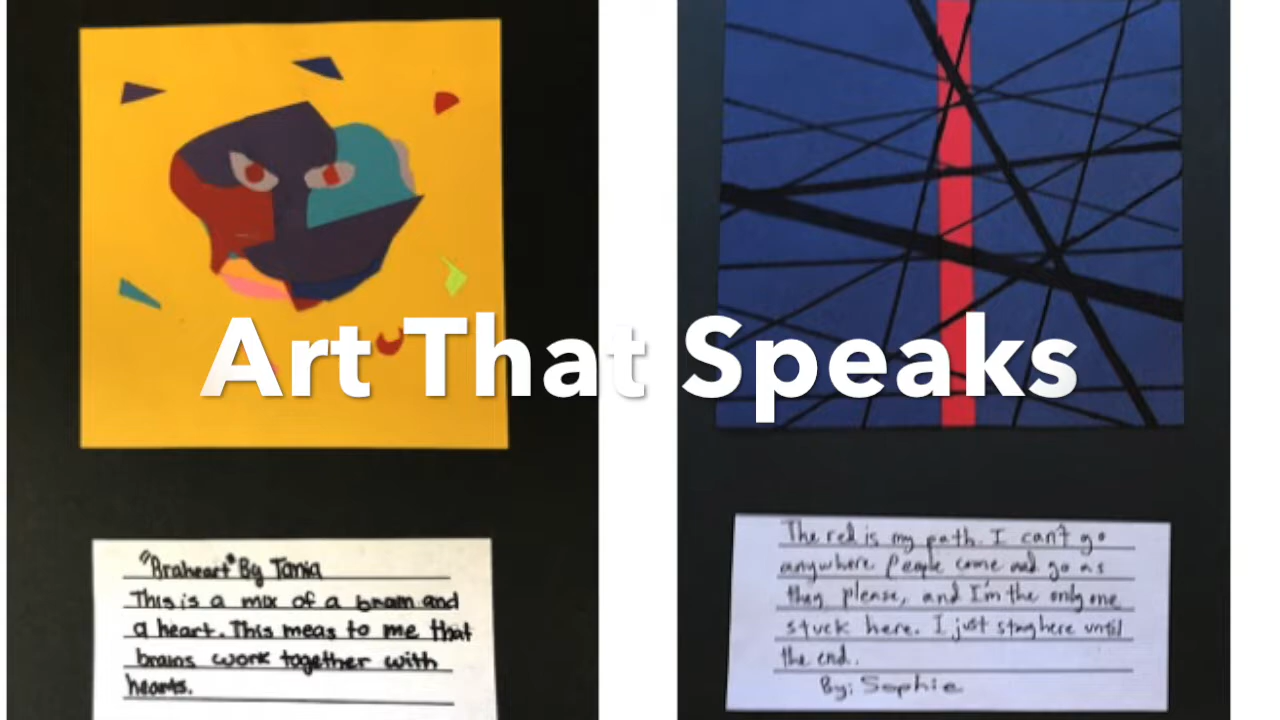 Art That Speaks
"Braheart" By Tania
This is a mix of a brain and
a heart. This meas to me that
brains work together with
hearts.
The red is my path. I can't go
anywhere People come and go as
they please, and I'm the only one
stuck here. I just stay here until
the end.
By: Sophie